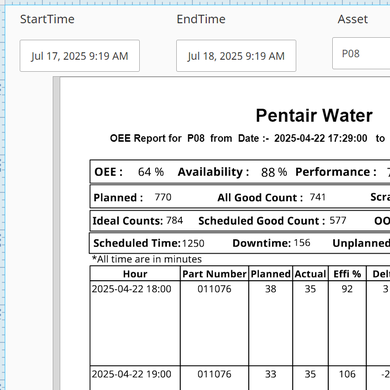 StartTime EndTime Asset
Jul 17, 2025 9:19 AM Jul 18, 2025 9:19 AM P08
Pentair Water
OEE Report for P08 from Date :- 2025-04-22 17:29:00 to
OEE : 64 % Availability : 88 % Performance :
Planned : 770 All Good Count : 741 Scra
Ideal Counts: 784 Scheduled Good Count : 577 OO
Scheduled Time: 1250 Downtime: 156 Unplanned
*All time are in minutes
Hour Part Number Planned Actual Effi % Delt
2025-04-22 18:00 011076 38 35 92 3
2025-04-22 19:00 011076 33 35 106 -2